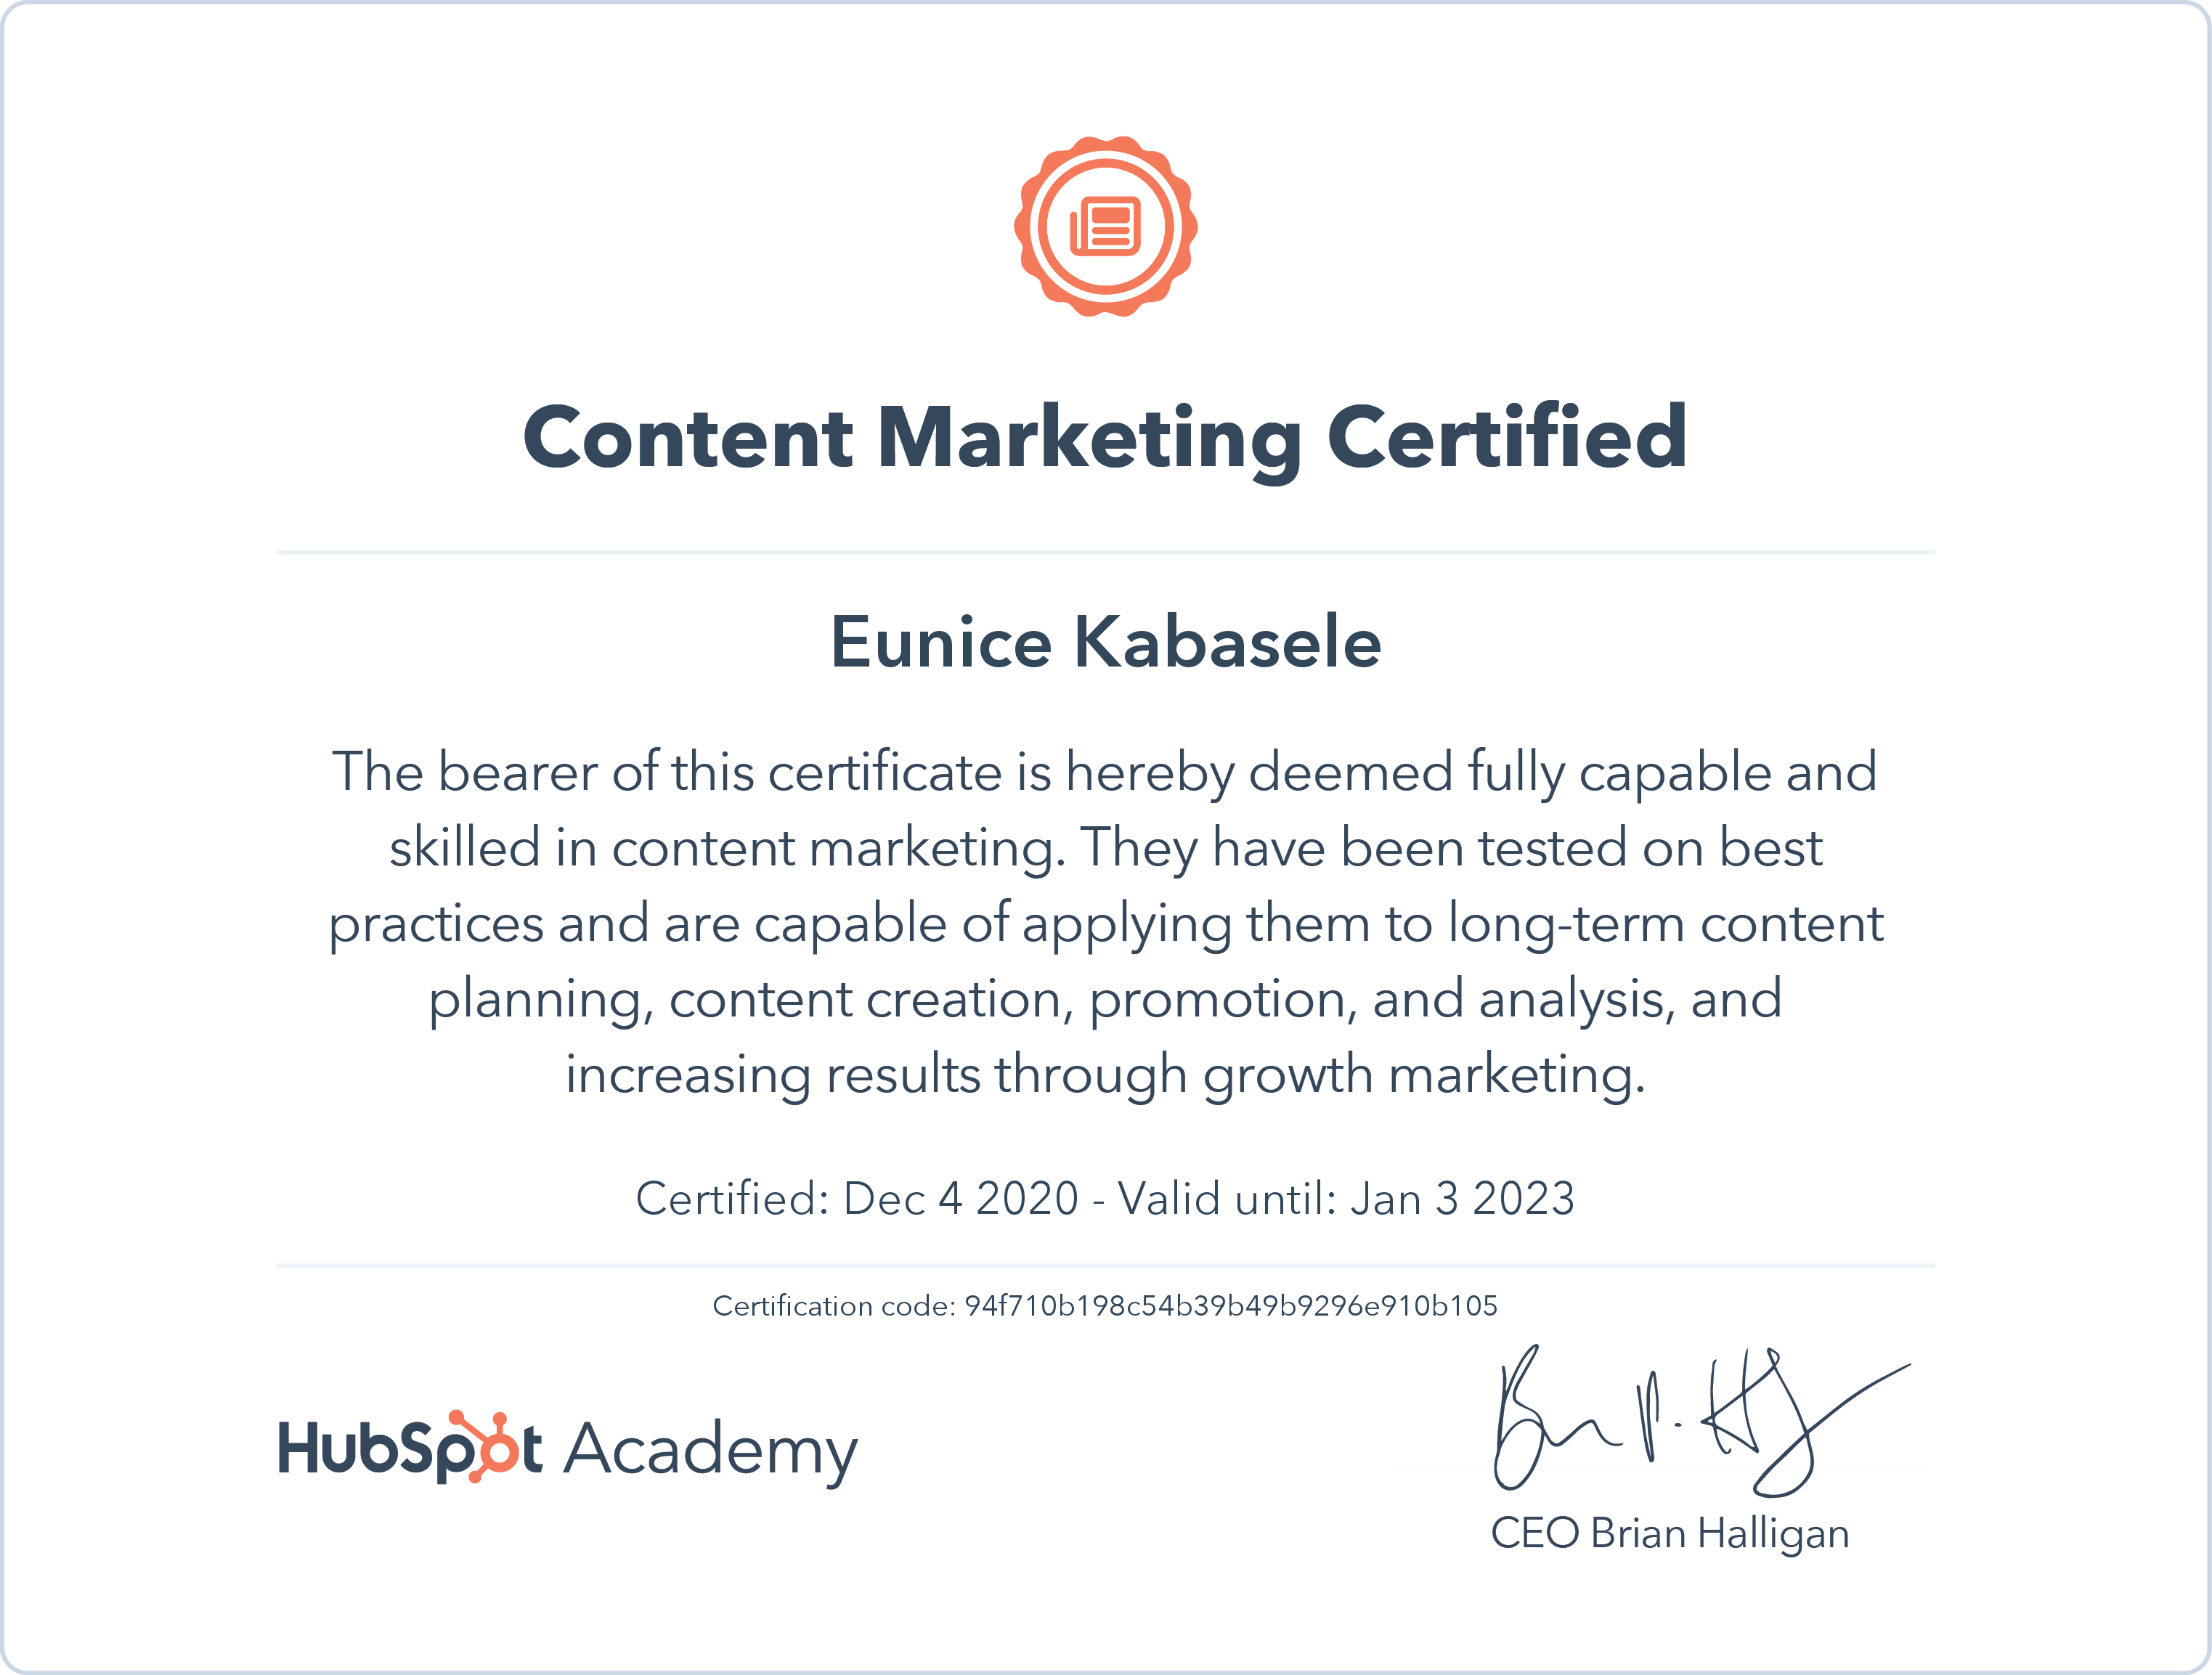 Content Marketing Certified
Eunice Kabasele
The bearer of this certificate is hereby deemed fully capable and
skilled in content marketing. They have been tested on best
practices and are capable of applying them to long-term content
planning, content creation, promotion, and analysis, and
increasing results through growth marketing.
Certified: Dec 4 2020 - Valid until: Jan 3 2023
Certification code: 94f710b198c54b39b49b9296e910b105
HubSpot Academy
CEO Brian Halligan